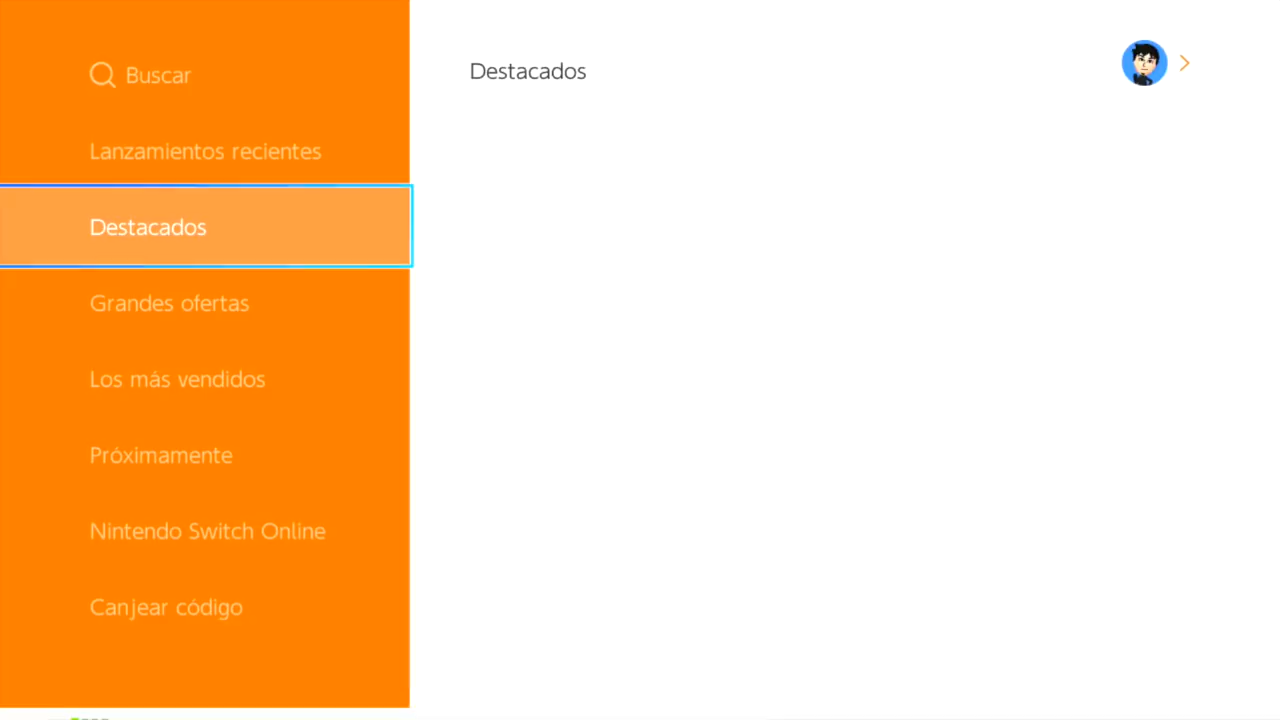 Buscar
Lanzamientos recientes
Destacados
Grandes ofertas
Los más vendidos
Próximamente
Nintendo Switch Online
Canjear código
Destacados